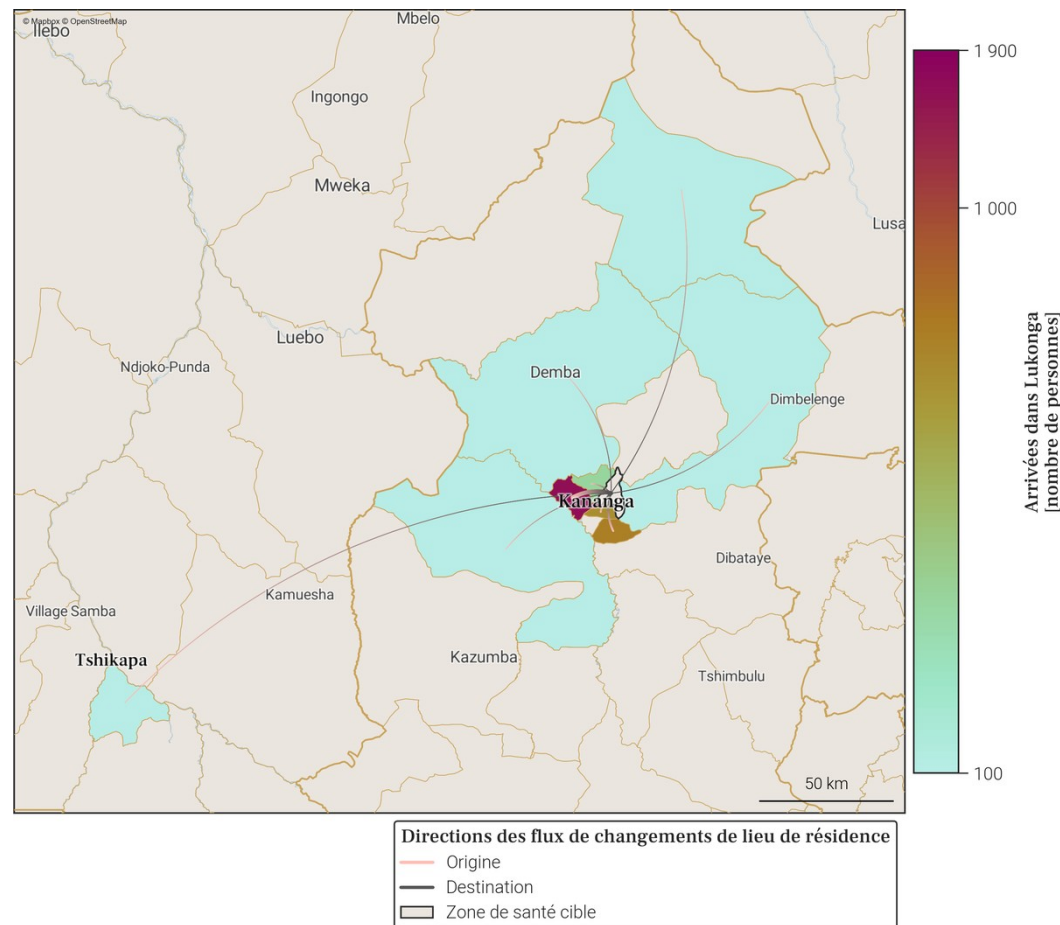 © Mapbox © OpenStreetMap
Ilebo
Mbelo
Ingongo
Mweka
Lusa
Luebo
Ndjoko-Punda
Demba
Dimbelenge
Kananga
Dibataye
Kamuesha
Village Samba
Tshikapa
Kazumba
Tshimbulu
50 km
1 900
1 000
100
Arrivées dans Lukonga
[nombre de personnes]
Directions des flux de changements de lieu de résidence
Origine
Destination
Zone de santé cible